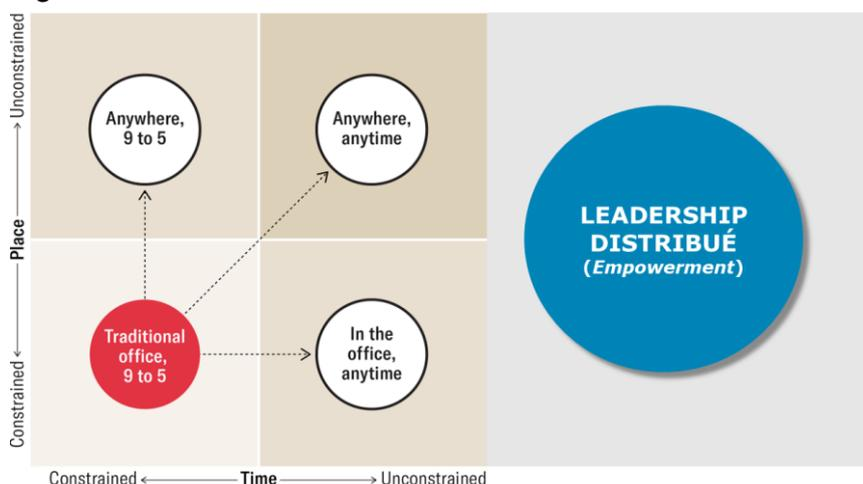 Unconstrained
Place
Constrained
Anywhere,
9 to 5
Anywhere,
anytime
Traditional
office,
9 to 5
In the
office,
anytime
Constrained
Time
Unconstrained
LEADERSHIP
DISTRIBUÉ
(Empowerment)